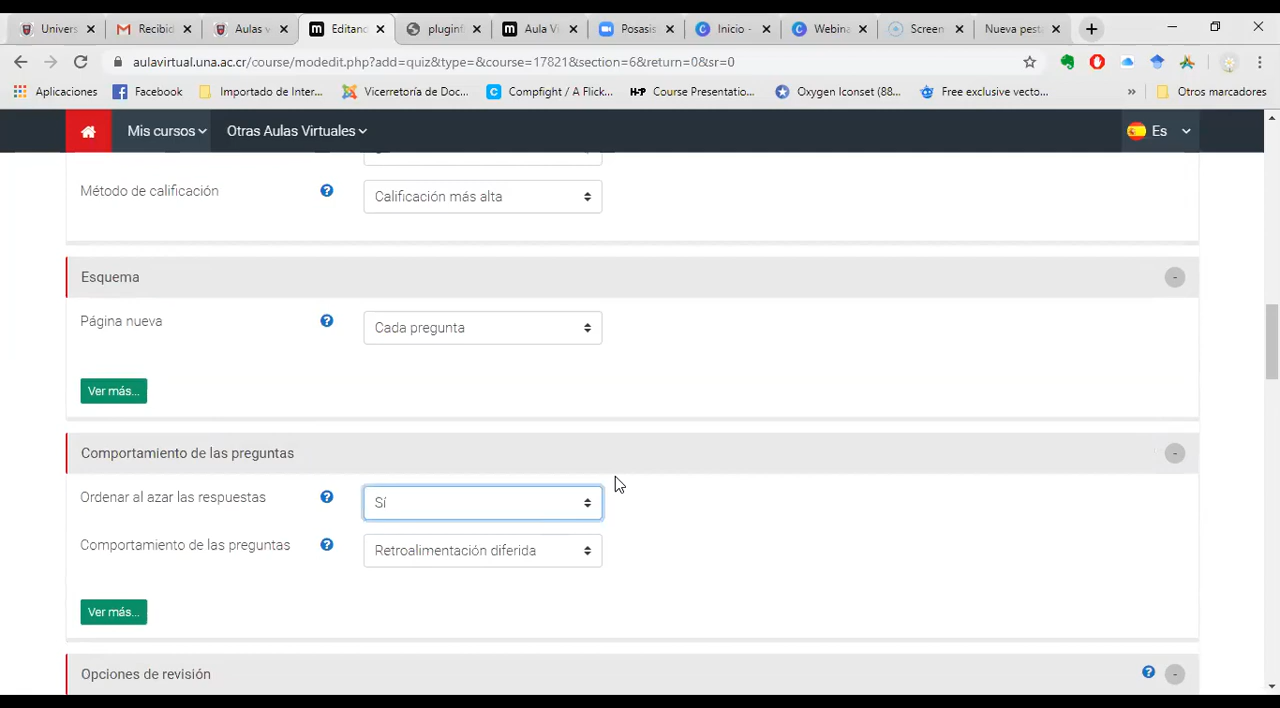 Univers
Recibid
Aulas v
Editand
pluginf
Aula Vi
Posasis
Inicio -
Webina
Screen
Nueva pest
aulavirtual.una.ac.cr/course/modedit.php?add=quiz&type=&course=17821&section=6&return=0&sr=0
Aplicaciones
Facebook
Importado de Inter...
Vicerretoría de Doc...
Compfight / A Flick...
H-P Course Presentatio...
Oxygen Iconset (88...
Free exclusive vecto...
»
Otros marcadores
Mis cursos
Otras Aulas Virtuales
Es
Método de calificación
Calificación más alta
Esquema
Página nueva
Cada pregunta
Ver más...
Comportamiento de las preguntas
Ordenar al azar las respuestas
Sí
Comportamiento de las preguntas
Retroalimentación diferida
Ver más...
Opciones de revisión